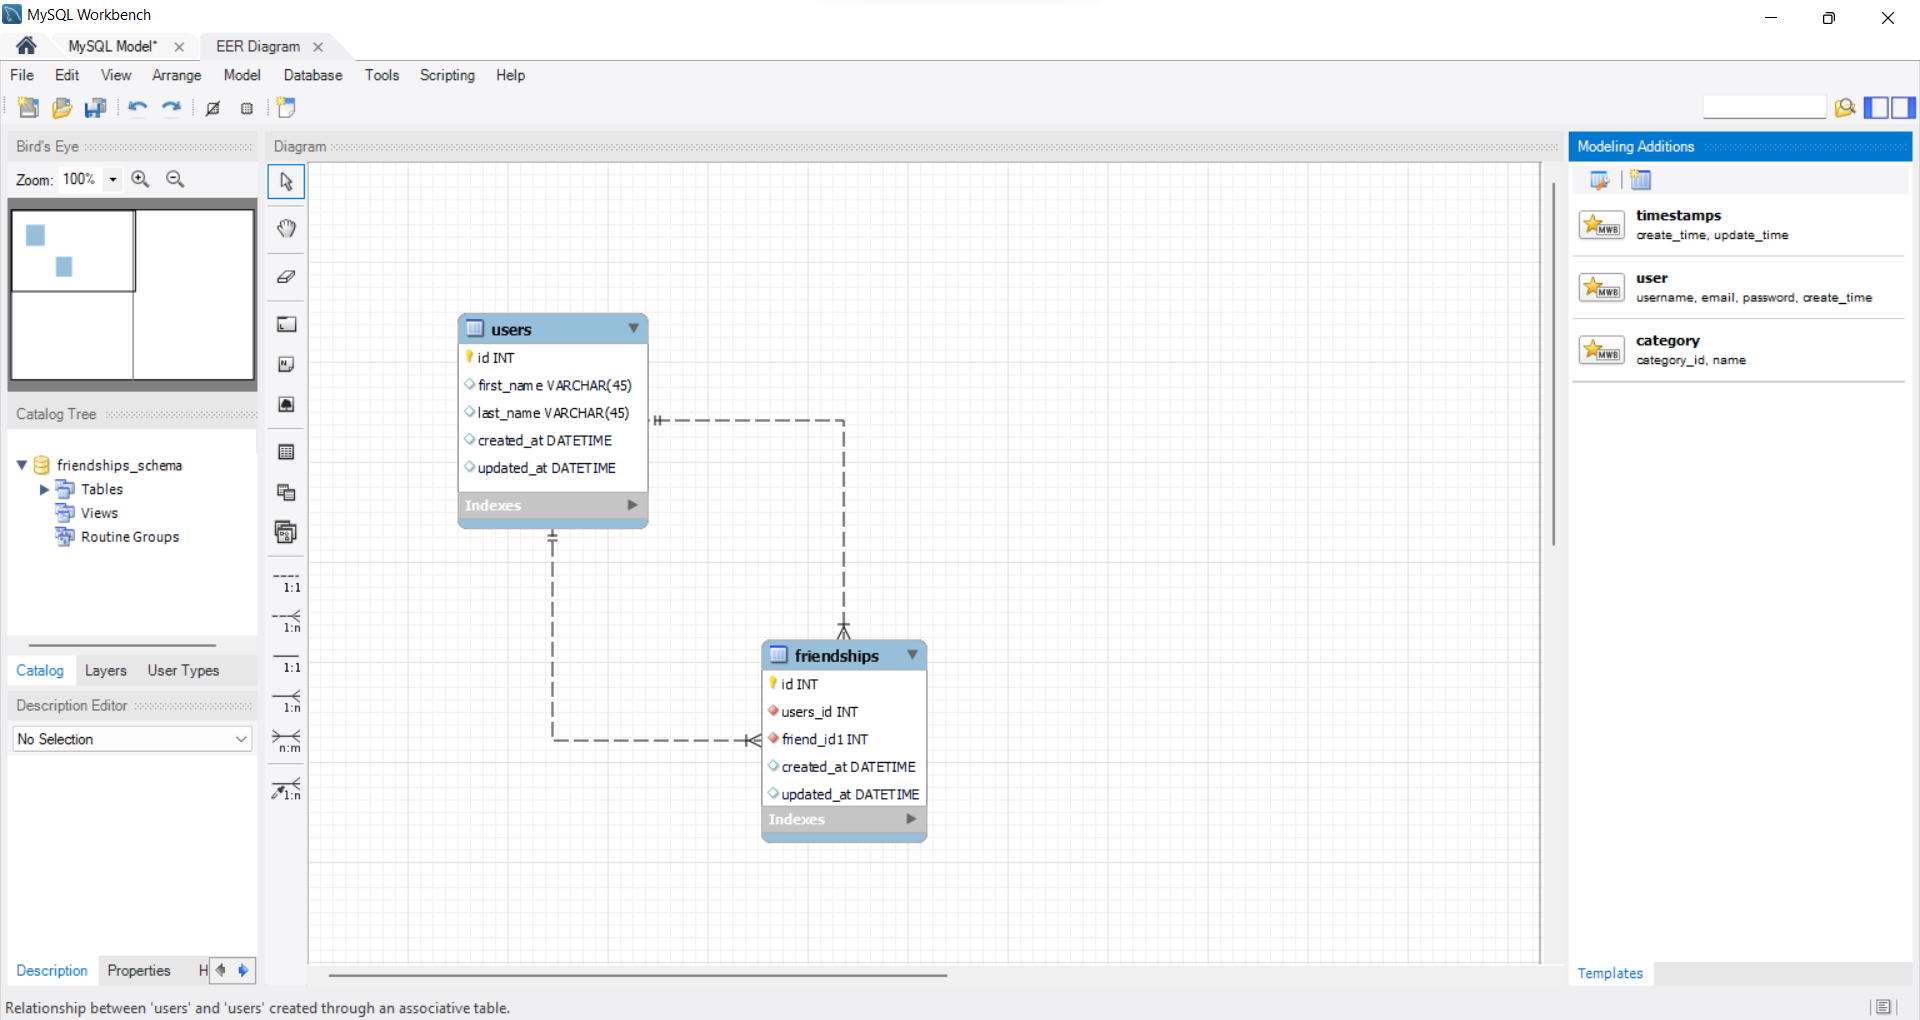 MySQL Workbench
MySQL Model* EER Diagram
File Edit View Arrange Model Database Tools Scripting Help
Bird's Eye
Zoom: 100%
Catalog Tree
friendships_schema
Tables
Views
Routine Groups
Catalog Layers User Types
Description Editor
No Selection
Description Properties H
Diagram
1:1
1:n
1:1
1:n
n:m
1:n
users
id INT
first_name VARCHAR(45)
last_name VARCHAR(45)
created_at DATETIME
updated_at DATETIME
Indexes
friendships
id INT
users_id INT
friend_id1 INT
created_at DATETIME
updated_at DATETIME
Indexes
Modeling Additions
MWB
timestamps
create_time, update_time
MWB
user
username, email, password, create_time
MWB
category
category_id, name
Templates
Relationship between 'users' and 'users' created through an associative table.